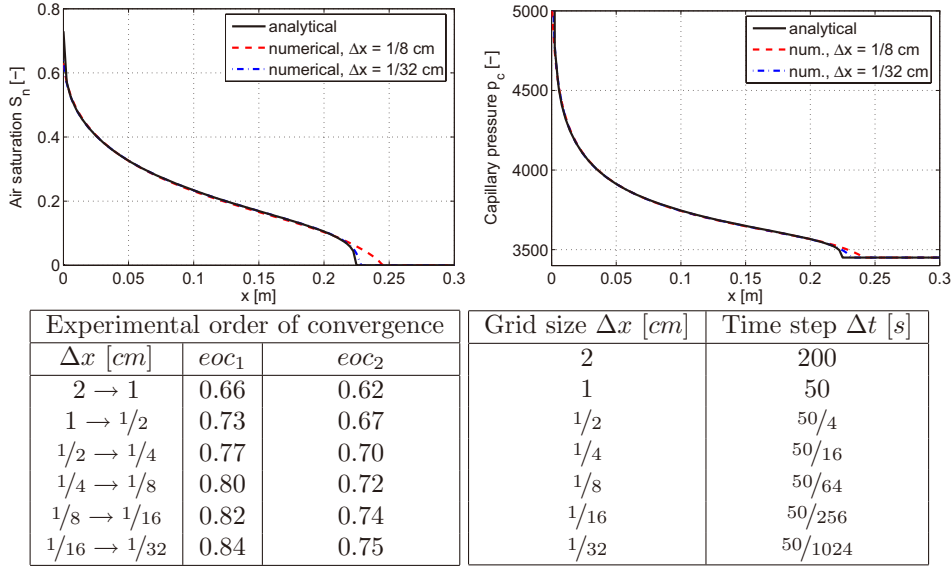 analytical
numerical, Δx = 1/8 cm
numerical, Δx = 1/32 cm
Air saturation S_n [−]
0.8
0.6
0.4
0.2
0
0 0.05 0.1 0.15 0.2 0.25 0.3
x [m]
analytical
num., Δx = 1/8 cm
num., Δx = 1/32 cm
Capillary pressure p_c [−]
5000
4500
4000
3500
0 0.05 0.1 0.15 0.2 0.25 0.3
x [m]
Experimental order of convergence
Δx [cm] eoc₁ eoc₂
2 → 1 0.66 0.62
1 → 1/2 0.73 0.67
1/2 → 1/4 0.77 0.70
1/4 → 1/8 0.80 0.72
1/8 → 1/16 0.82 0.74
1/16 → 1/32 0.84 0.75
Grid size Δx [cm] Time step Δt [s]
2 200
1 50
1/2 50/4
1/4 50/16
1/8 50/64
1/16 50/256
1/32 50/1024